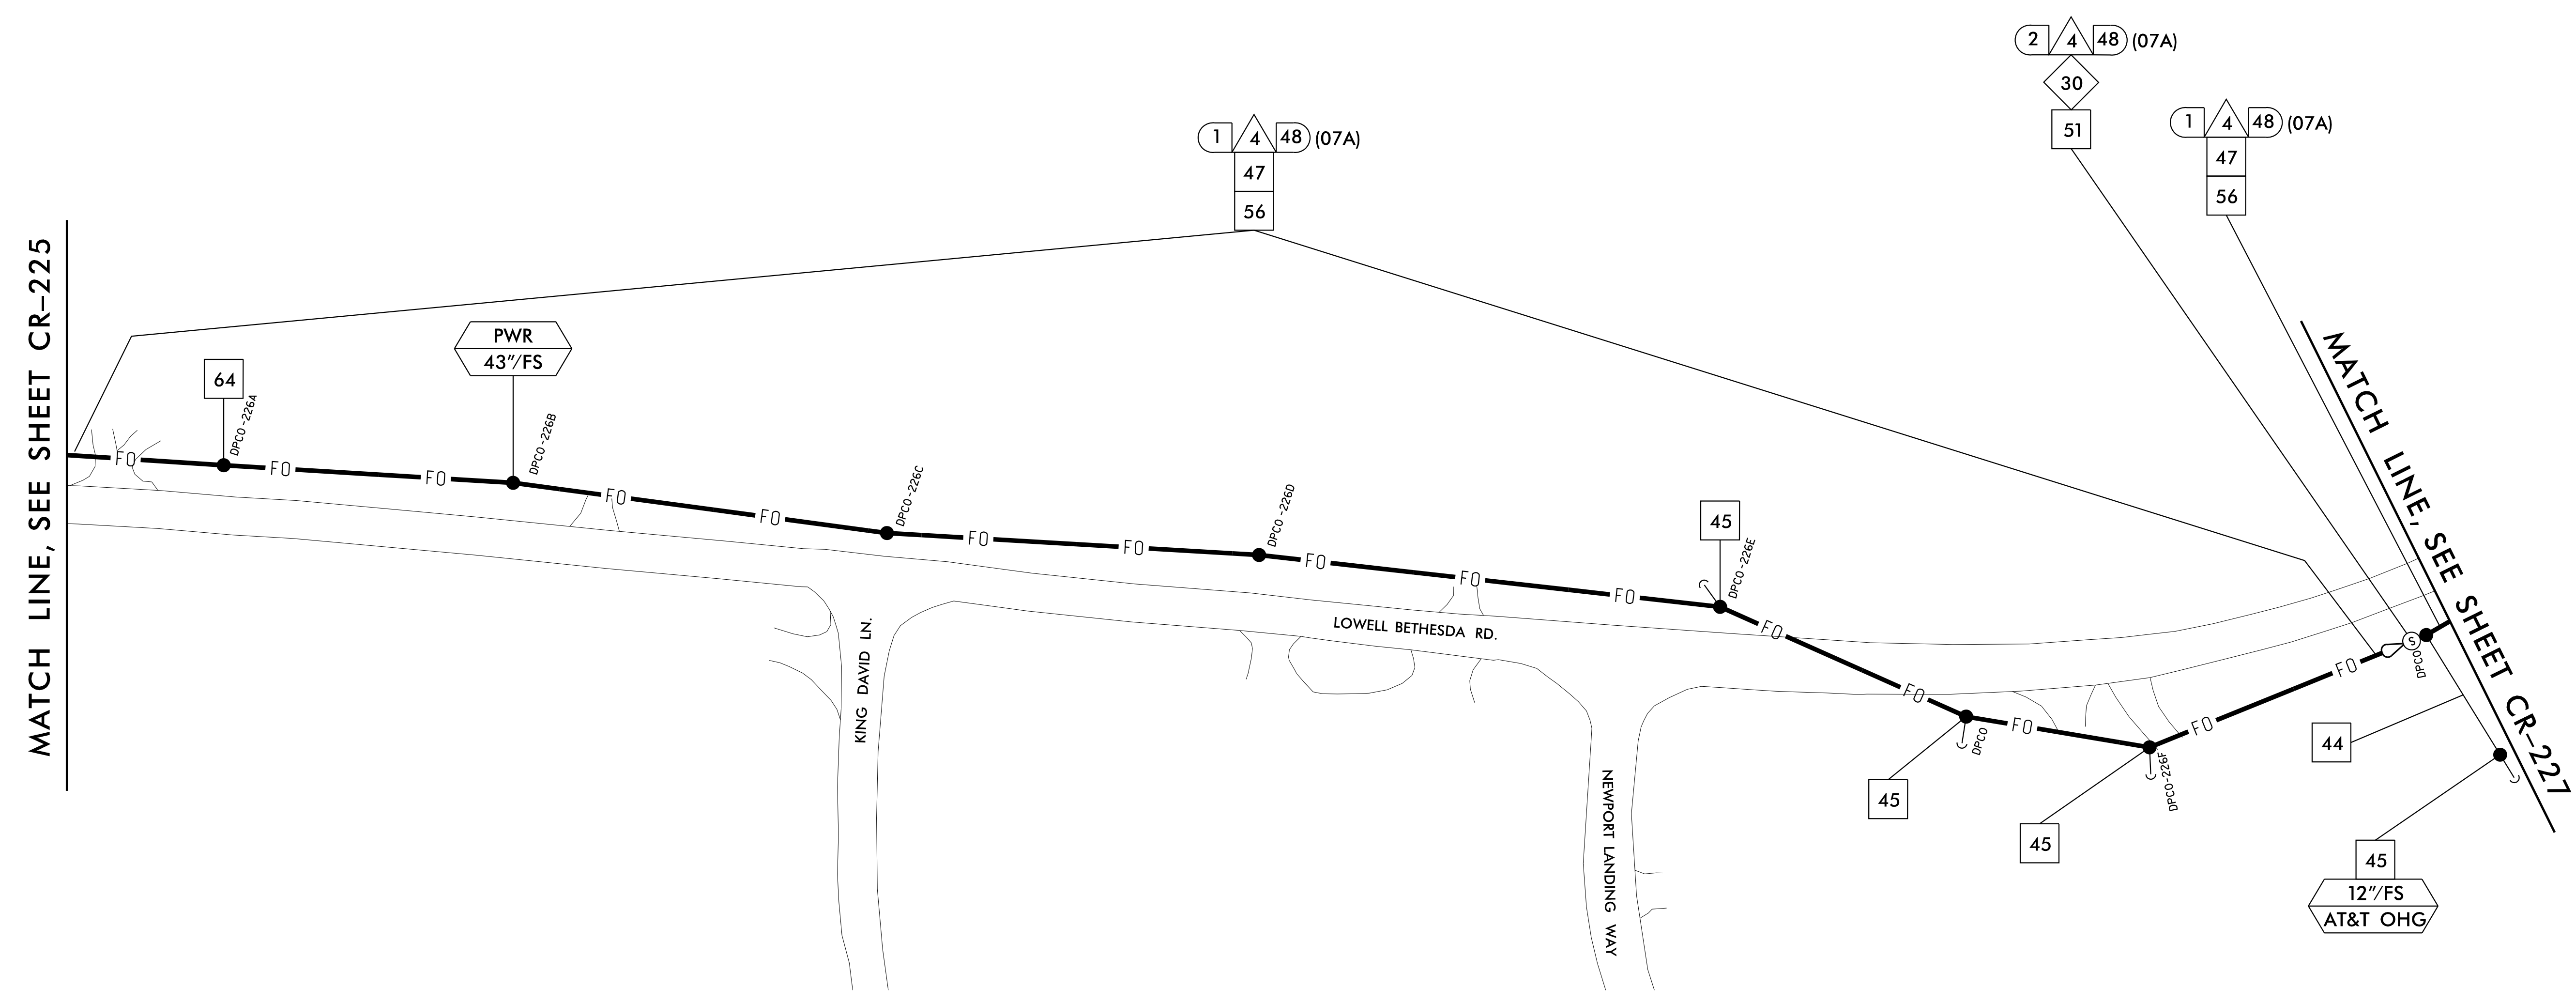 2 4 48 (07A)
30
51
1 4 48 (07A)
47
56
1 4 48 (07A)
47
56
MATCH LINE, SEE SHEET CR-225
64
DPCO-226A
PWR
43"/FS
DPCO-226B
FO FO FO FO FO FO FO FO FO FO FO FO FO FO FO
DPCO-226C
DPCO-226D
45
DPCO-226E
LOWELL BETHESDA RD.
KING DAVID LN.
NEWPORT LANDING WAY
45
DPCO
45
DPCO-226F
DPCO
44
45
12"/FS
AT&T OHG
S
MATCH LINE, SEE SHEET CR-227